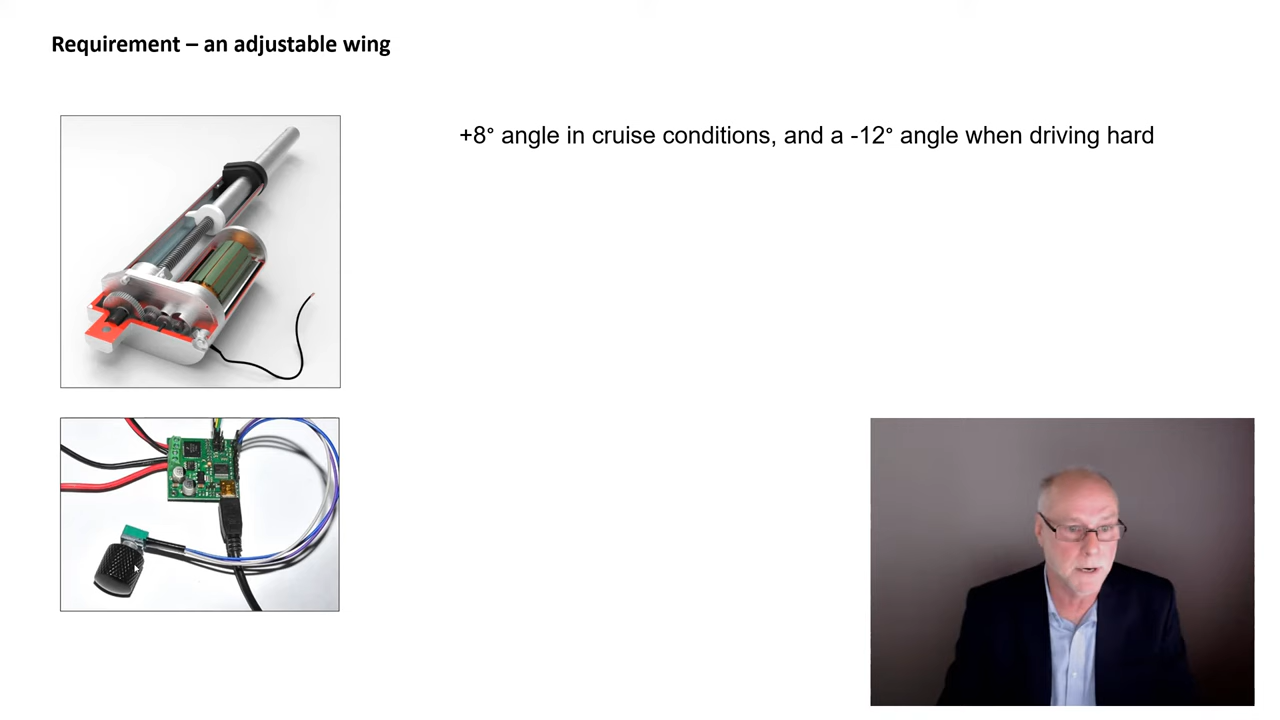 Requirement – an adjustable wing
+8° angle in cruise conditions, and a -12° angle when driving hard